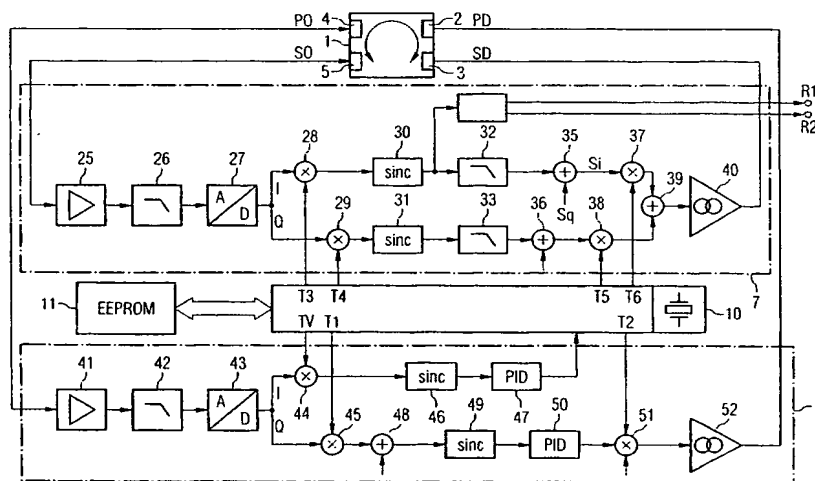 PO 4 2 PD
1
SO 5 3 SD
R1
R2
28 30 32 35 37
25 26 27 sinc Si 39 40
A D I
29 31 33 Sq 36 38
Q sinc
7
11 EEPROM T3 T4 T5 T6 10
TV T1 T2
41 42 43 sinc PID
A D I
44 46 47
Q 45 48 49 50 51 52
sinc PID